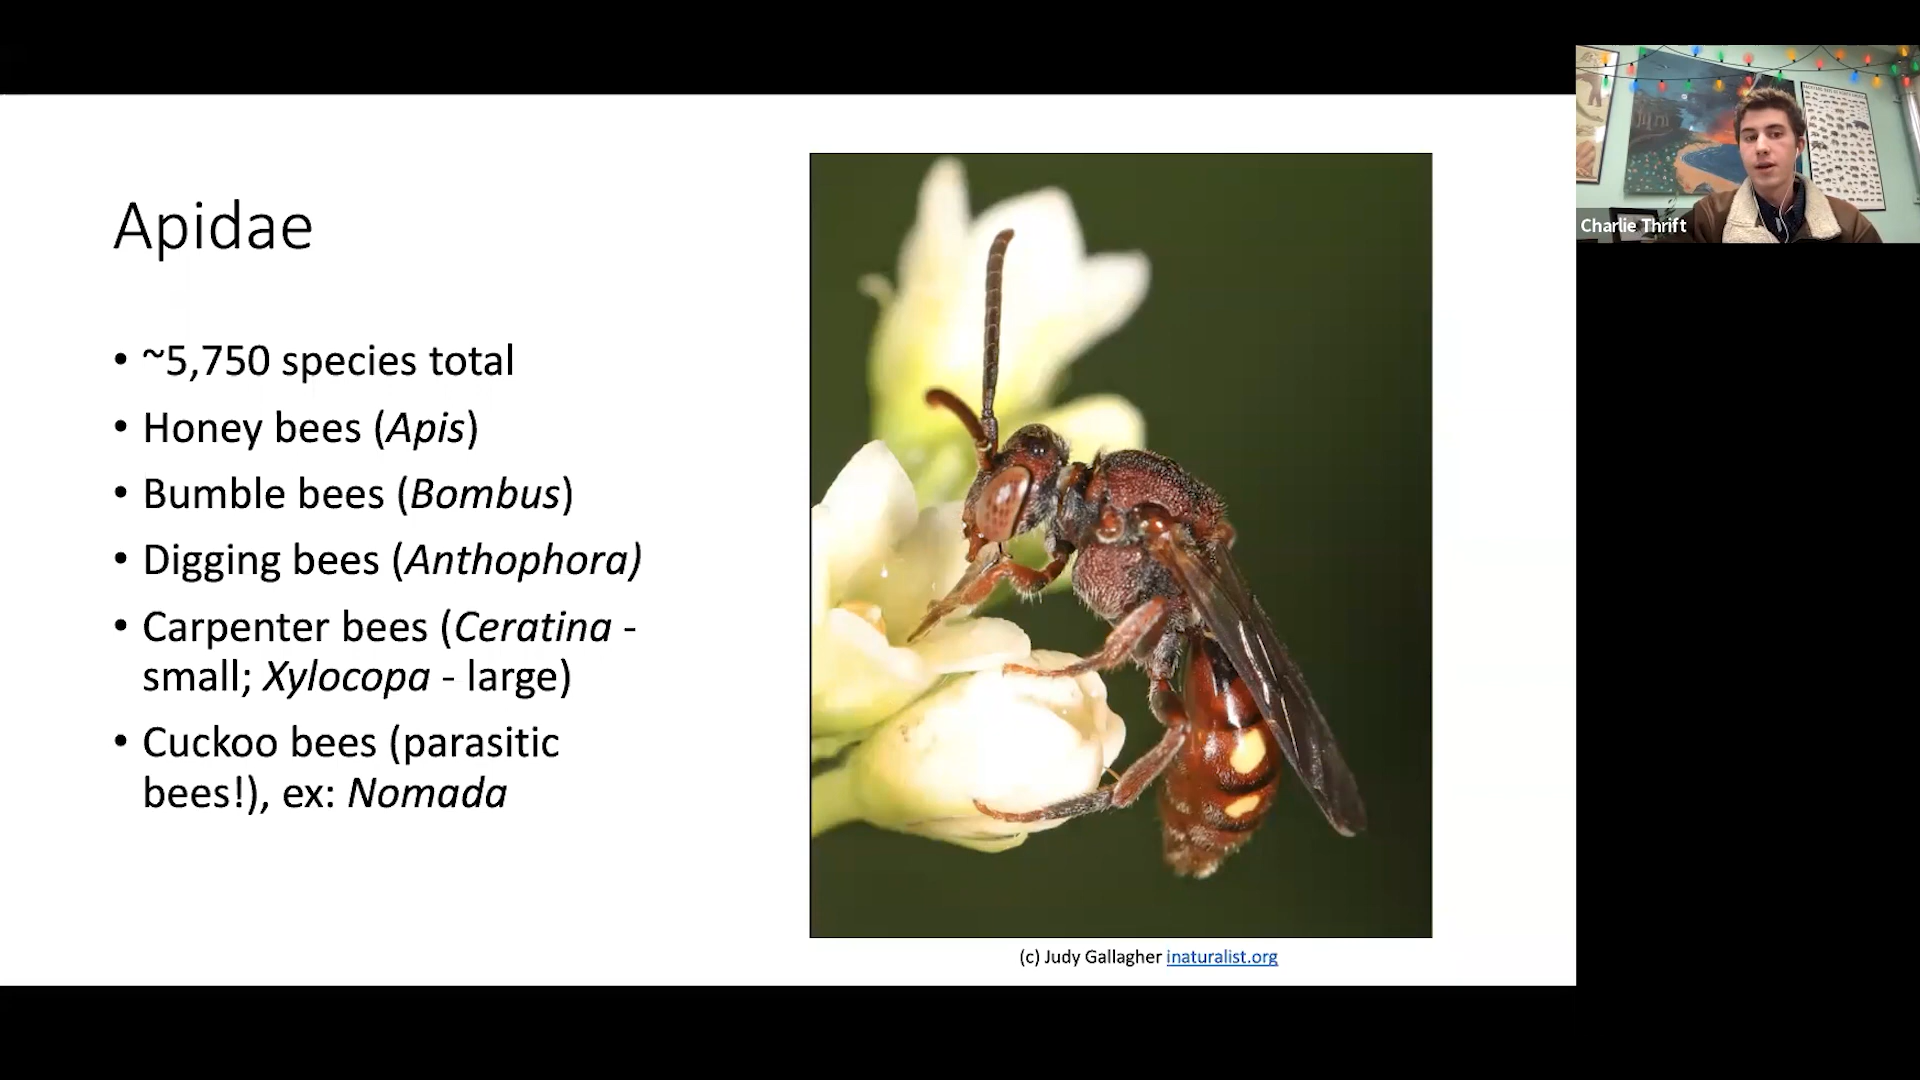 Apidae
• ~5,750 species total
• Honey bees (Apis)
• Bumble bees (Bombus)
• Digging bees (Anthophora)
• Carpenter bees (Ceratina -
small; Xylocopa - large)
• Cuckoo bees (parasitic
bees!), ex: Nomada
(c) Judy Gallagher inaturalist.org
Charlie Thrift